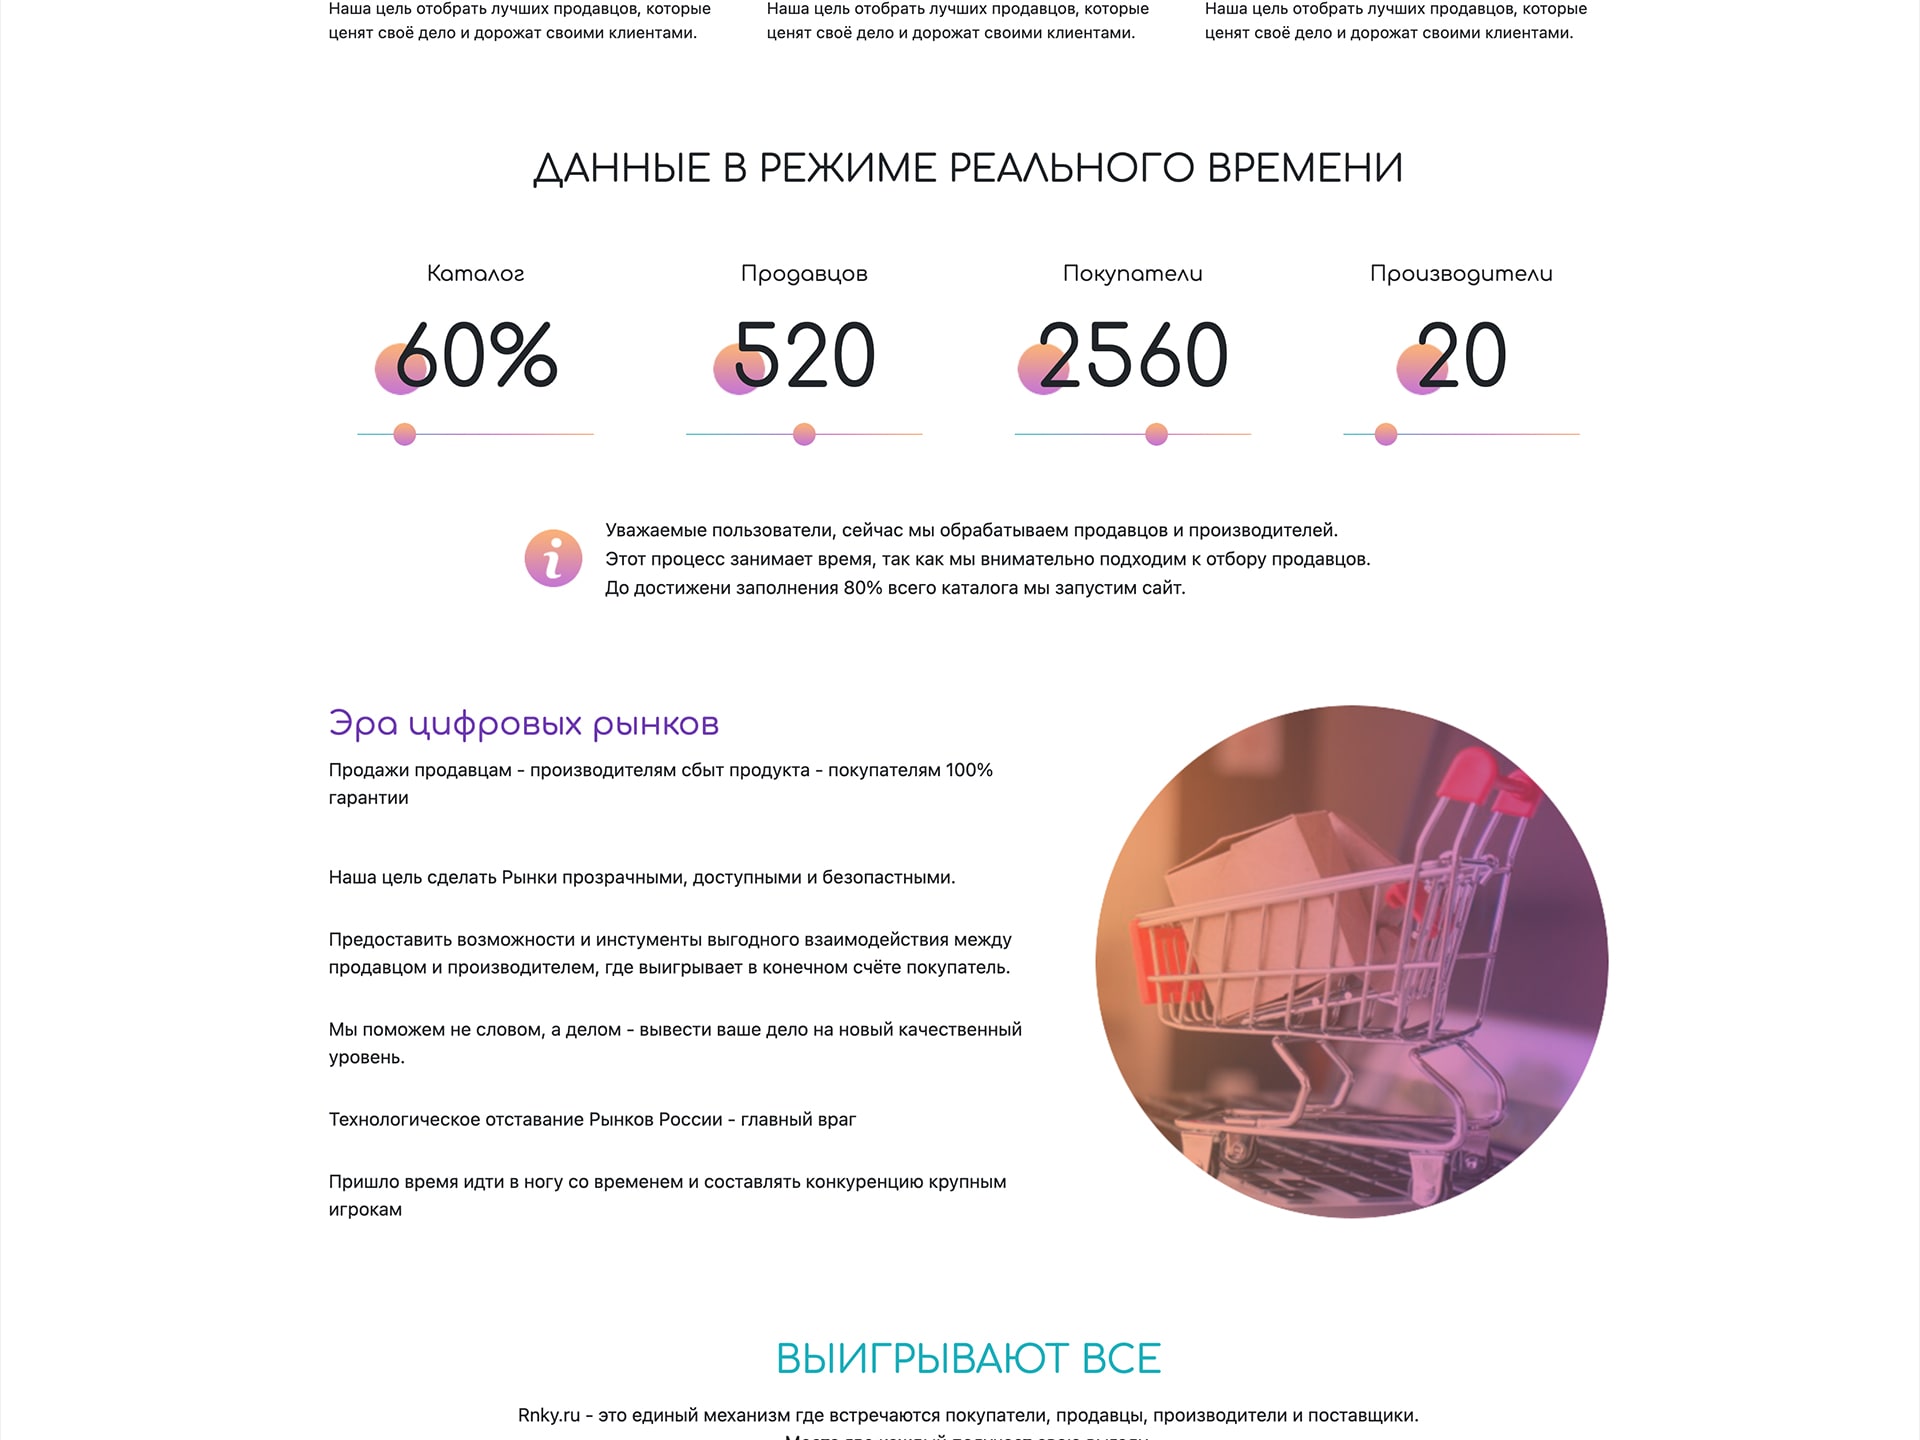 Наша цель отобрать лучших продавцов, которые
ценят своё дело и дорожат своими клиентами.
Наша цель отобрать лучших продавцов, которые
ценят своё дело и дорожат своими клиентами.
Наша цель отобрать лучших продавцов, которые
ценят своё дело и дорожат своими клиентами.
ДАННЫЕ В РЕЖИМЕ РЕАЛЬНОГО ВРЕМЕНИ
Каталог
60%
Продавцов
520
Покупатели
2560
Производители
20
Уважаемые пользователи, сейчас мы обрабатываем продавцов и производителей.
Этот процесс занимает время, так как мы внимательно подходим к отбору продавцов.
До достижени заполнения 80% всего каталога мы запустим сайт.
Эра цифровых рынков
Продажи продавцам - производителям сбыт продукта - покупателям 100%
гарантии
Наша цель сделать Рынки прозрачными, доступными и безопастными.
Предоставить возможности и инстументы выгодного взаимодействия между
продавцом и производителем, где выигрывает в конечном счёте покупатель.
Мы поможем не словом, а делом - вывести ваше дело на новый качественный
уровень.
Технологическое отставание Рынков России - главный враг
Пришло время идти в ногу со временем и составлять конкуренцию крупным
игрокам
ВЫИГРЫВАЮТ ВСЕ
Rnky.ru - это единый механизм где встречаются покупатели, продавцы, производители и поставщики.